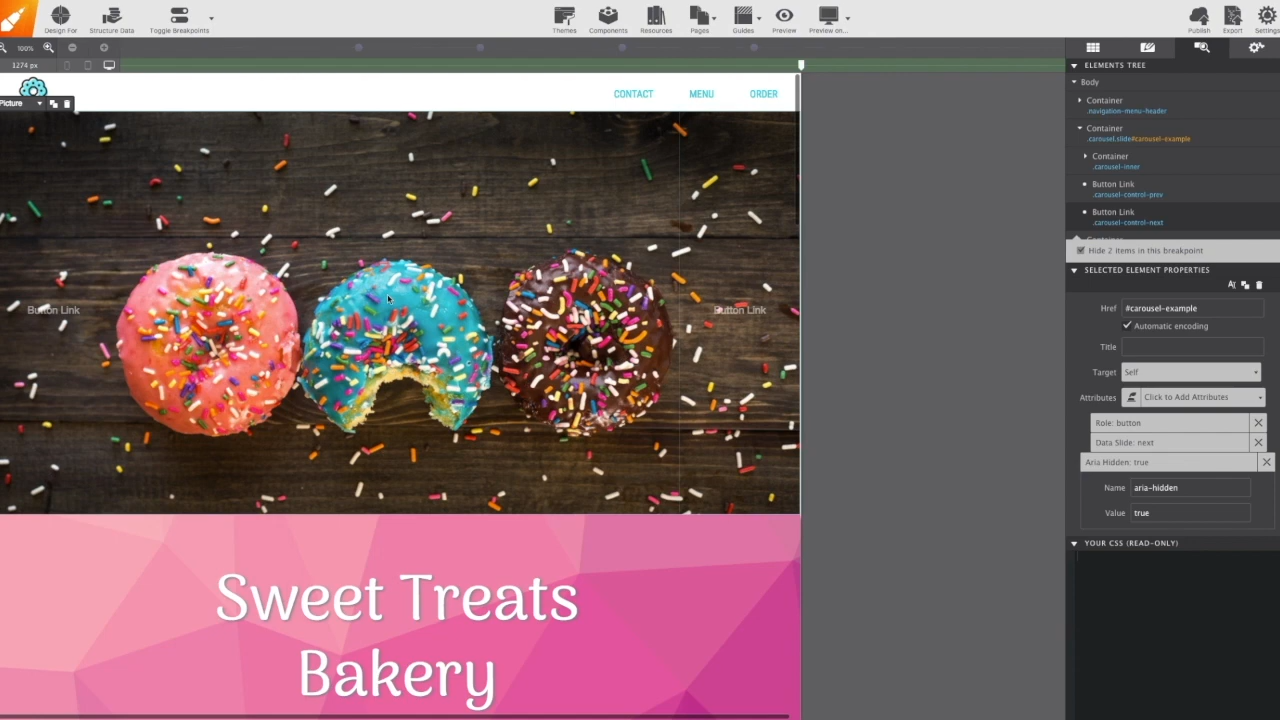 Design For
Structure Data
Toggle Breakpoints
Themes
Components
Resources
Pages
Guides
Preview
Preview on...
Publish
Export
Settings
100%
1274 px
Picture
CONTACT
MENU
ORDER
Button Link
Button Link
Sweet Treats
Bakery
ELEMENTS TREE
Body
Container
.navigation-menu-header
Container
.carousel.slide#carousel-example
Container
.carousel-inner
Button Link
.carousel-control-prev
Button Link
.carousel-control-next
Container
Hide 2 items in this breakpoint
SELECTED ELEMENT PROPERTIES
Href #carousel-example
Automatic encoding
Title
Target Self
Attributes Click to Add Attributes
Role: button
Data Slide: next
Aria Hidden: true
Name aria-hidden
Value true
YOUR CSS (READ-ONLY)